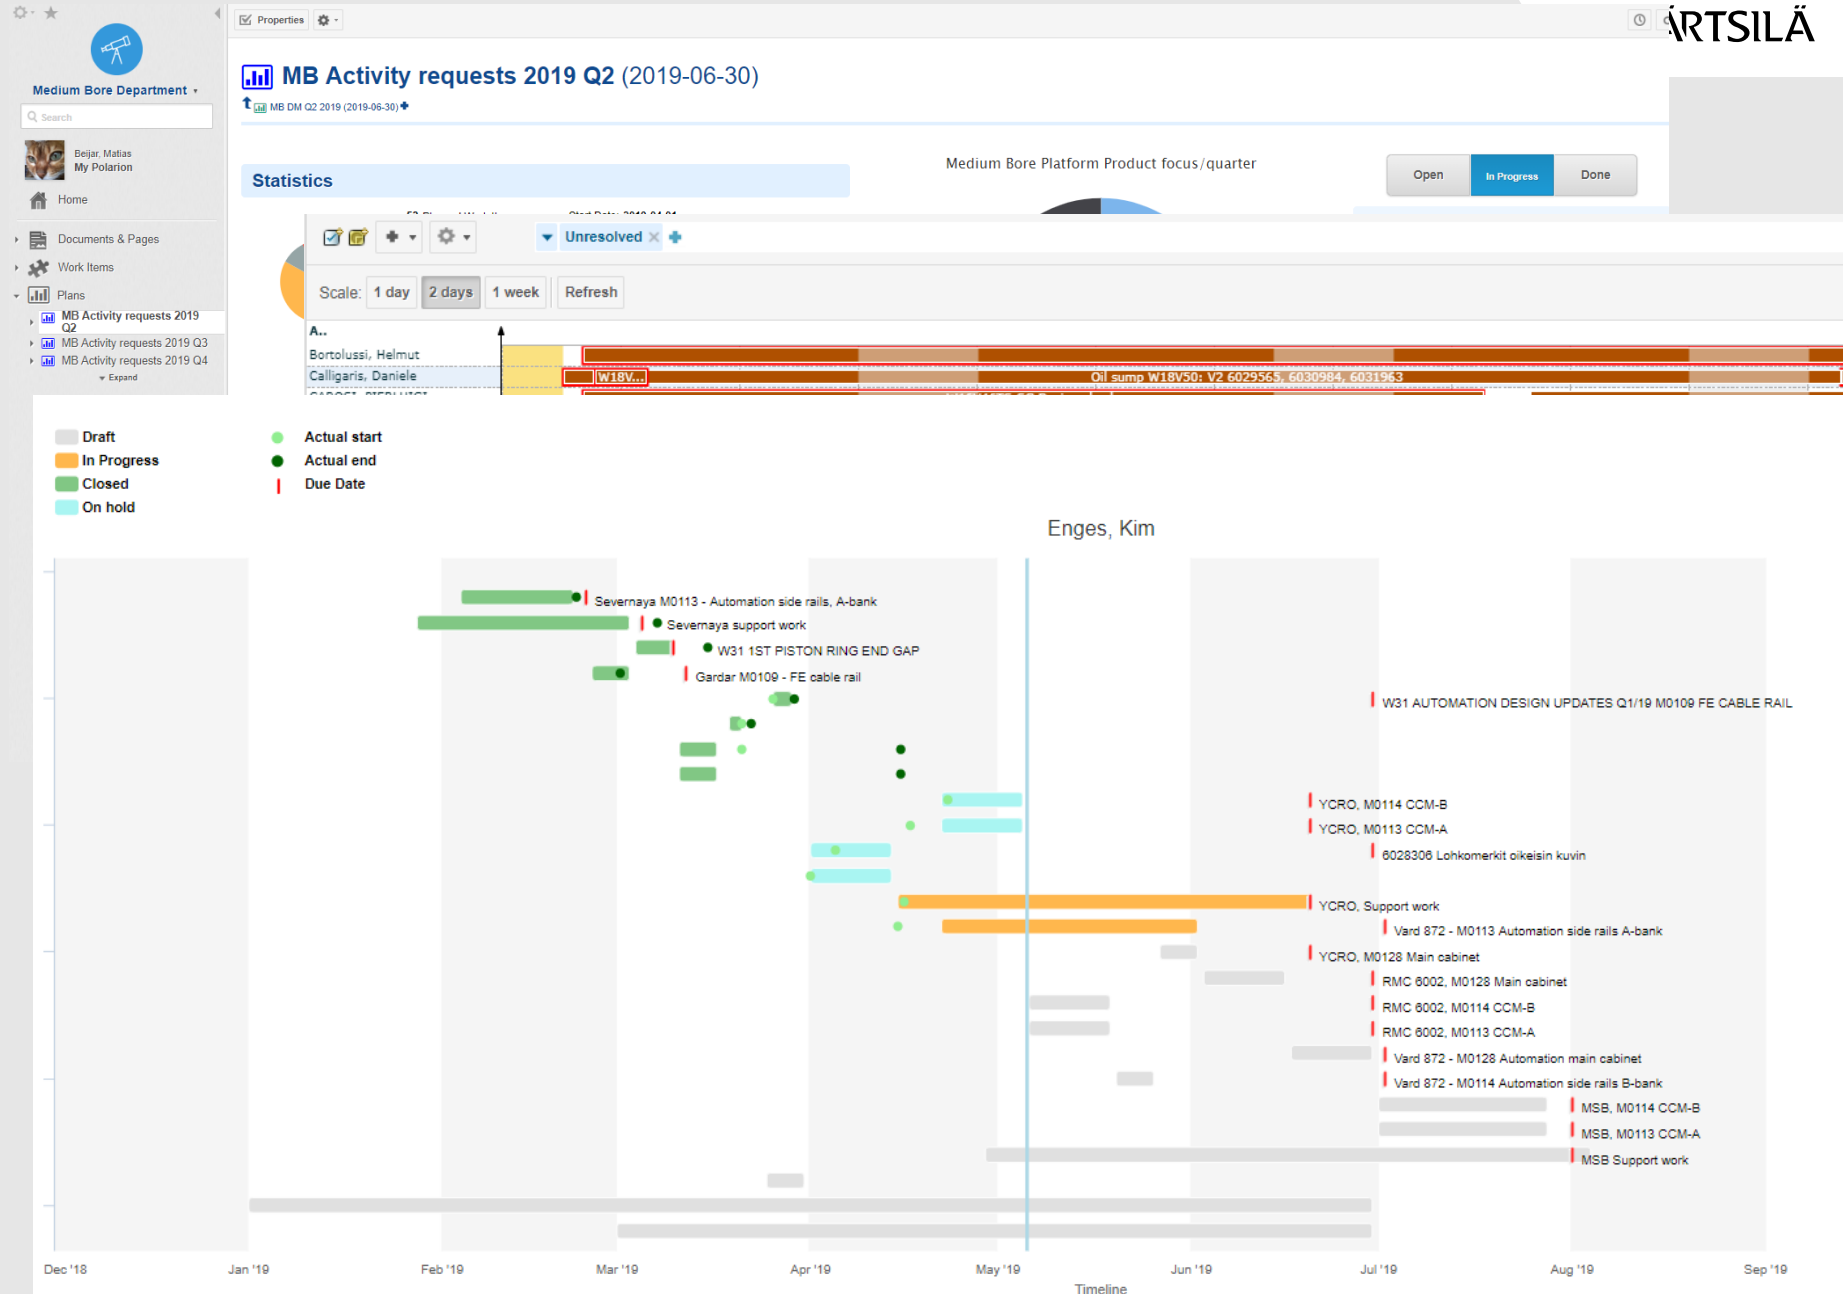 Properties
ÄRTSILÄ
Medium Bore Department
Search
Beijar, Matias
My Polarion
Home
Documents & Pages
Work Items
Plans
MB Activity requests 2019
Q2
MB Activity requests 2019 Q3
MB Activity requests 2019 Q4
Expand
MB Activity requests 2019 Q2 (2019-06-30)
MB DM Q2 2019 (2019-06-30)
Statistics
Medium Bore Platform Product focus/quarter
Open
In Progress
Done
Unresolved
Scale:
1 day
2 days
1 week
Refresh
A..
Bortolussi, Helmut
Calligaris, Daniele
W18V...
Oil sump W18V50: V2 6029565, 6030984, 6031963
Draft
In Progress
Closed
On hold
Actual start
Actual end
Due Date
Enges, Kim
Severnaya M0113 - Automation side rails, A-bank
Severnaya support work
W31 1ST PISTON RING END GAP
Gardar M0109 - FE cable rail
W31 AUTOMATION DESIGN UPDATES Q1/19 M0109 FE CABLE RAIL
YCRO, M0114 CCM-B
YCRO, M0113 CCM-A
6028306 Lohkomerkit oikeisin kuvin
YCRO, Support work
Vard 872 - M0113 Automation side rails A-bank
YCRO, M0128 Main cabinet
RMC 6002, M0128 Main cabinet
RMC 6002, M0114 CCM-B
RMC 6002, M0113 CCM-A
Vard 872 - M0128 Automation main cabinet
Vard 872 - M0114 Automation side rails B-bank
MSB, M0114 CCM-B
MSB, M0113 CCM-A
MSB Support work
Dec '18
Jan '19
Feb '19
Mar '19
Apr '19
May '19
Jun '19
Jul '19
Aug '19
Sep '19
Timeline